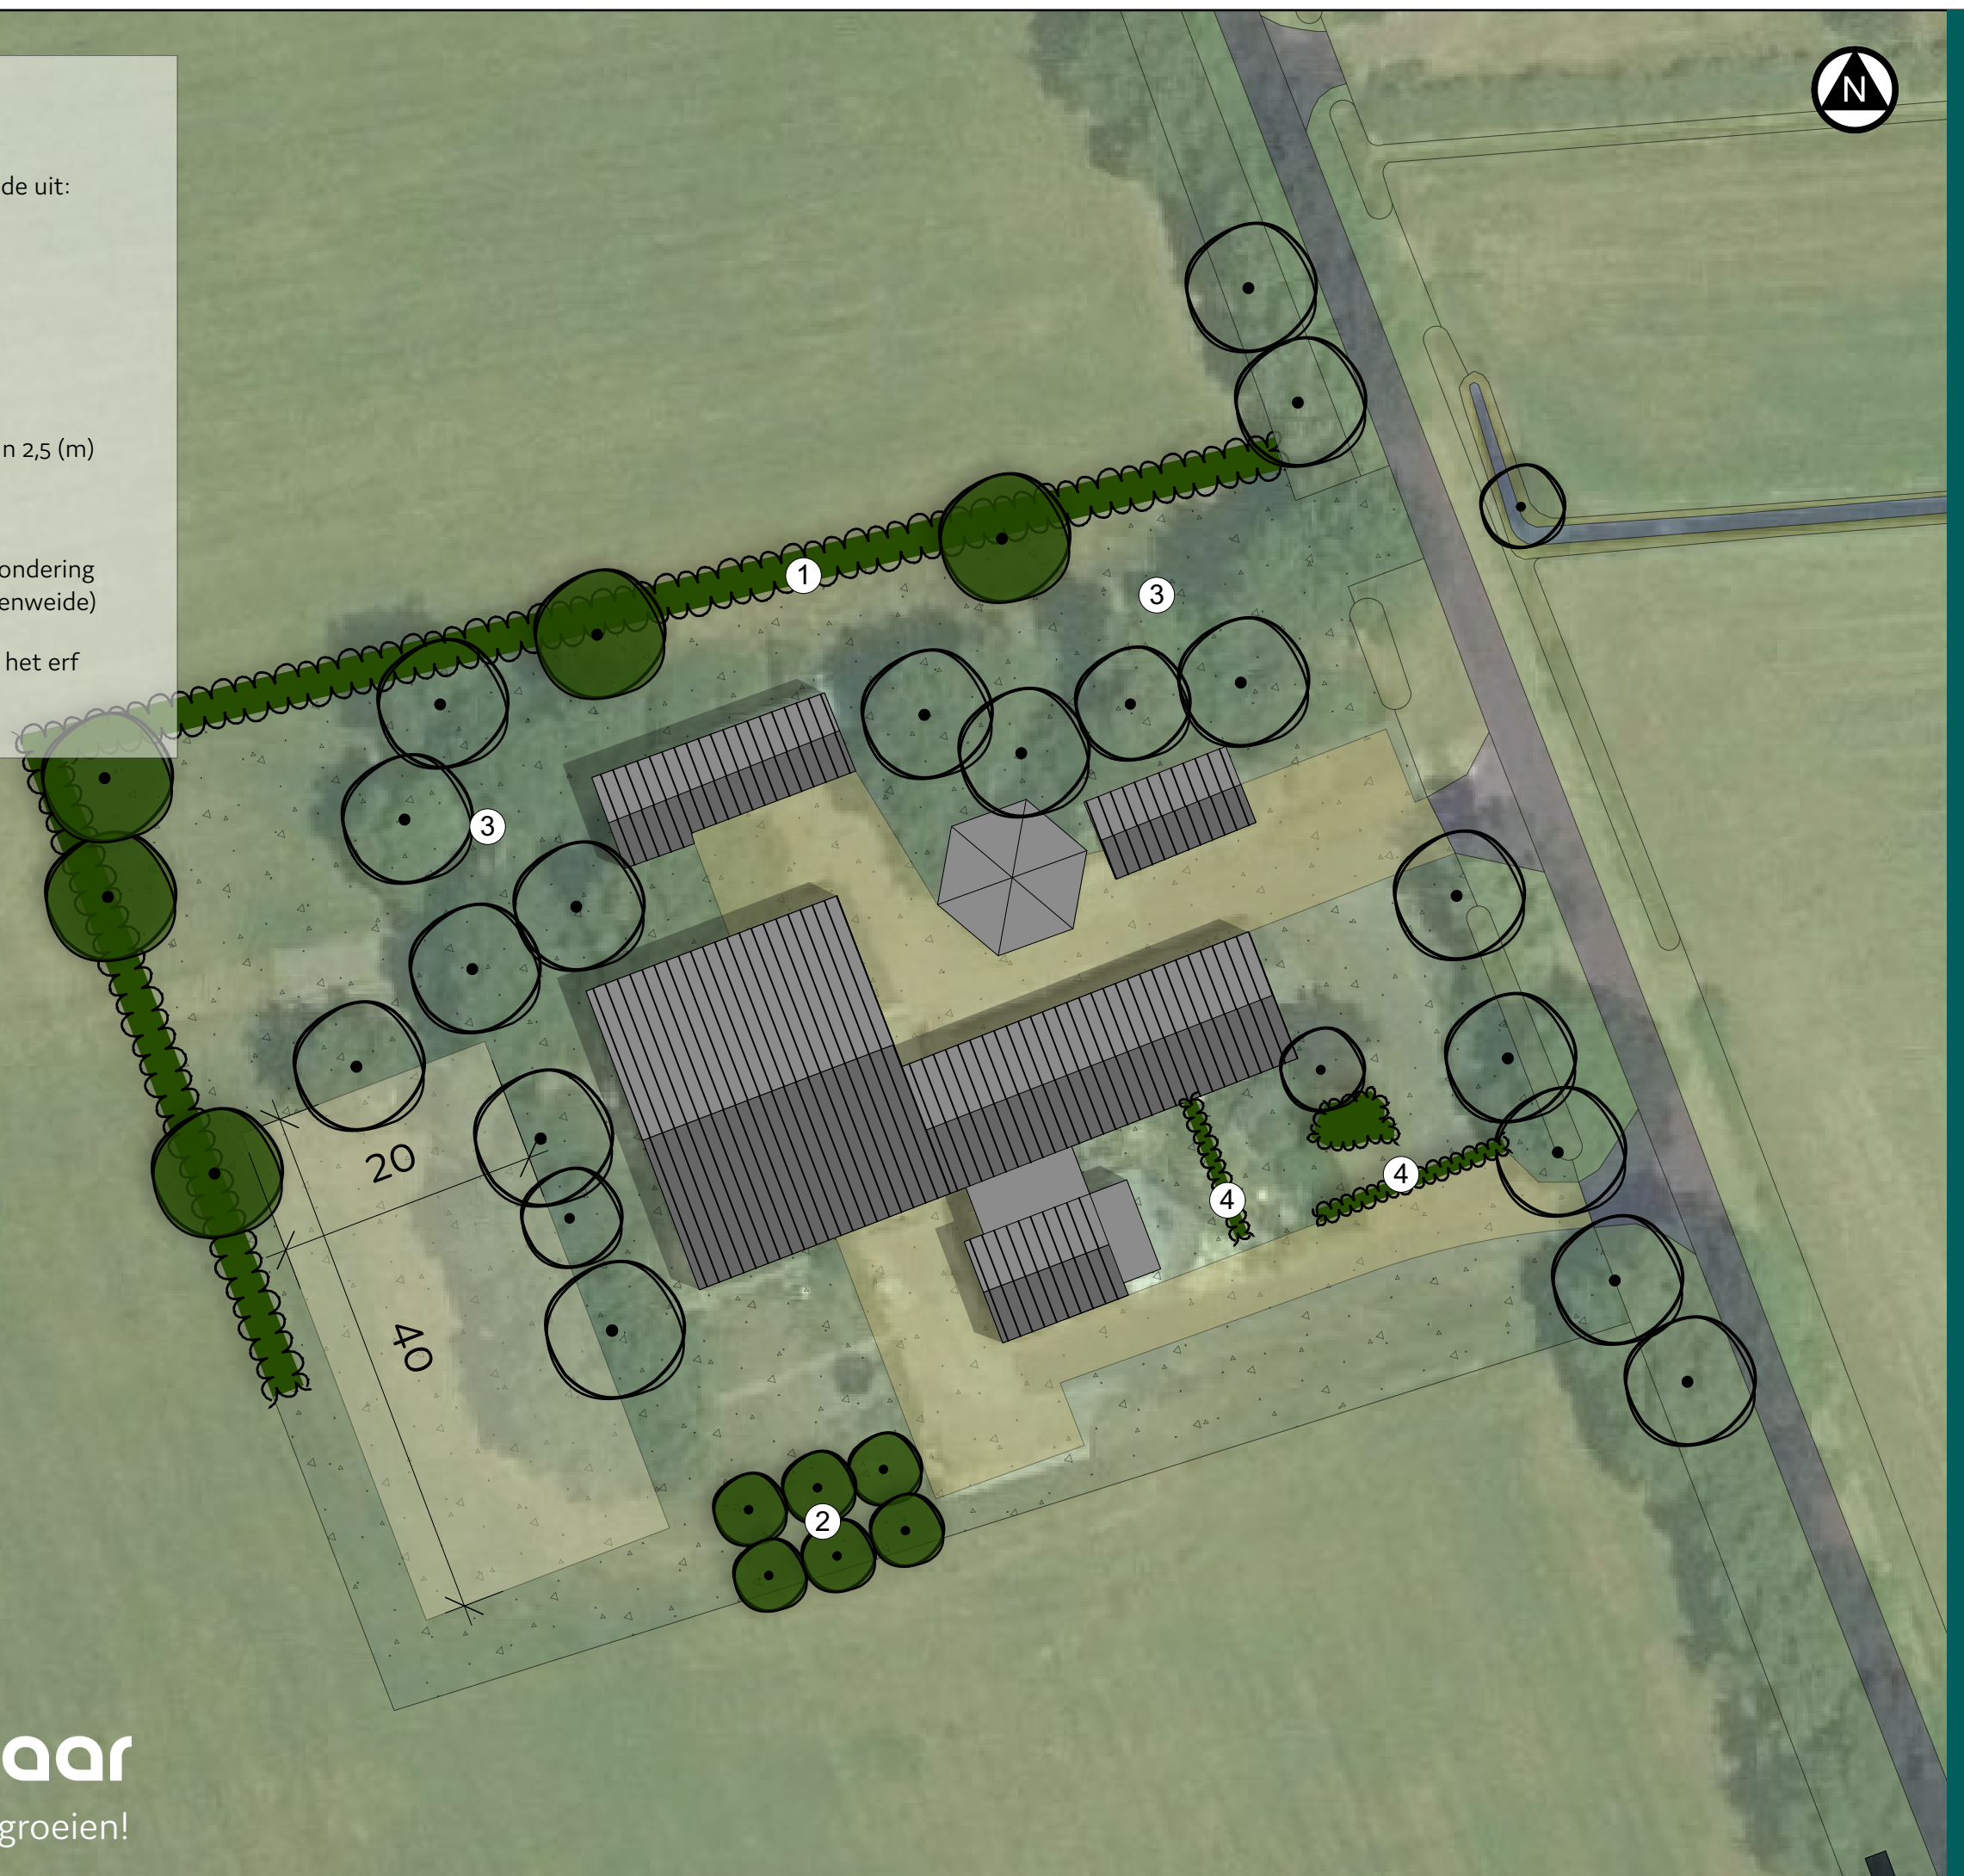 de uit:
n 2,5 (m)
ondering
enweide)
het erf
N
1
3
3
20
40
4
4
2
aar
groeien!